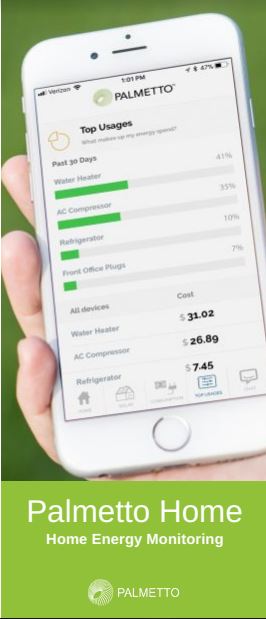 Verizon 1:01 PM 47%
PALMETTO
Top Usages
What makes up my energy spend?
Past 30 Days
Water Heater 41%
AC Compressor 35%
Refrigerator 10%
Front Office Plugs 7%
All devices Cost
Water Heater $ 31.02
AC Compressor $ 26.89
Refrigerator $ 7.45
HOME SOLAR CONSUMPTION TOP USAGES
Palmetto Home
Home Energy Monitoring
PALMETTO